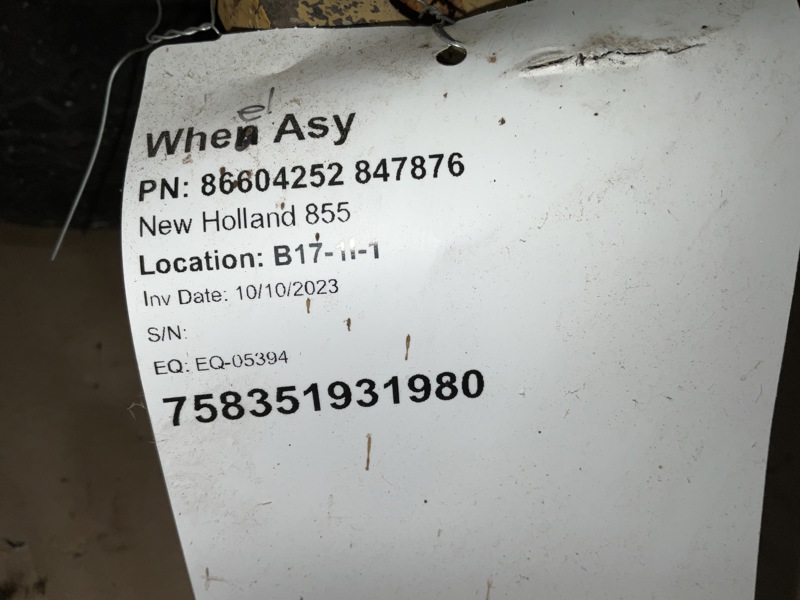 el
When Asy
PN: 86604252 847876
New Holland 855
Location: B17-11-1
Inv Date: 10/10/2023
S/N:
EQ: EQ-05394
758351931980